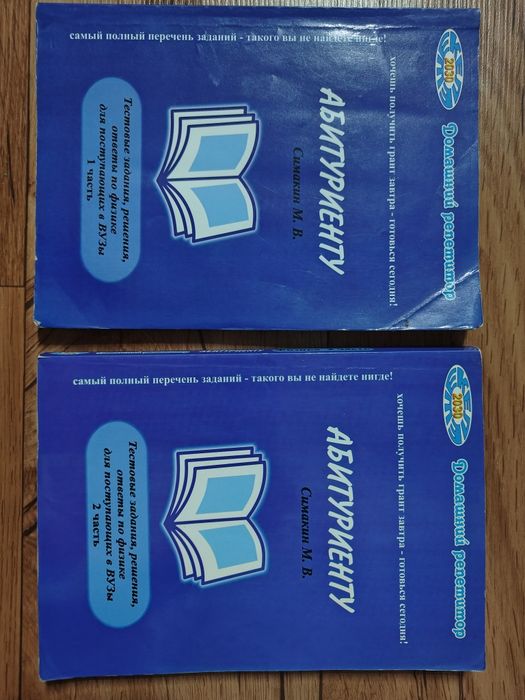 2030
Домашний репетитор
хочешь получить грант завтра - готовься сегодня!
АБИТУРИЕНТУ
Симакин М. В.
Тестовые задания, решения,
ответы по физике
для поступающих в ВУЗы
1 часть
самый полный перечень заданий - такого вы не найдете нигде!
2030
Домашний репетитор
хочешь получить грант завтра - готовься сегодня!
АБИТУРИЕНТУ
Симакин М. В.
Тестовые задания, решения,
ответы по физике
для поступающих в ВУЗы
2 часть
самый полный перечень заданий - такого вы не найдете нигде!